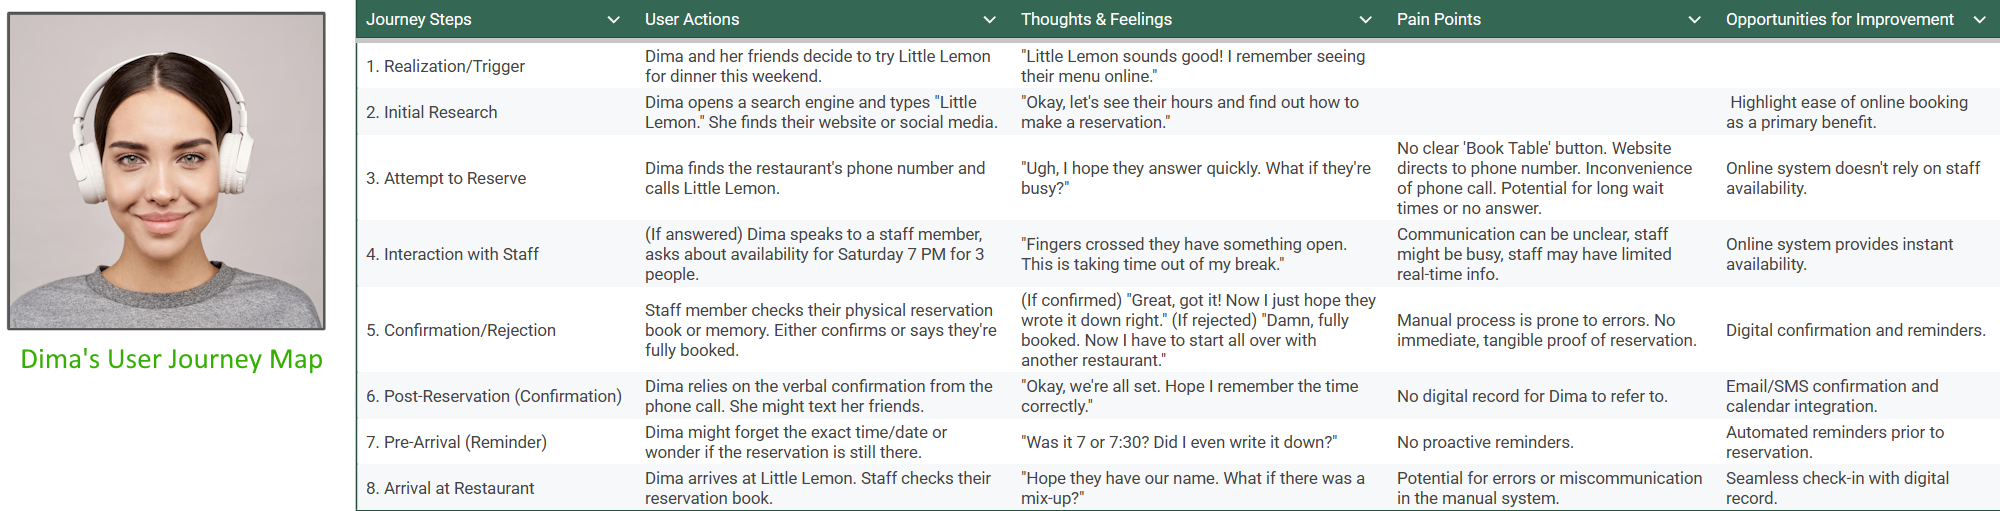 Dima's User Journey Map
Journey Steps
User Actions
Thoughts & Feelings
Pain Points
Opportunities for Improvement
1. Realization/Trigger
Dima and her friends decide to try Little Lemon
for dinner this weekend.
"Little Lemon sounds good! I remember seeing
their menu online."
2. Initial Research
Dima opens a search engine and types "Little
Lemon." She finds their website or social media.
"Okay, let's see their hours and find out how to
make a reservation."
Highlight ease of online booking
as a primary benefit.
3. Attempt to Reserve
Dima finds the restaurant's phone number and
calls Little Lemon.
"Ugh, I hope they answer quickly. What if they're
busy?"
No clear 'Book Table' button. Website
directs to phone number. Inconvenience
of phone call. Potential for long wait
times or no answer.
Online system doesn't rely on staff
availability.
4. Interaction with Staff
(If answered) Dima speaks to a staff member,
asks about availability for Saturday 7 PM for 3
people.
"Fingers crossed they have something open.
This is taking time out of my break."
Communication can be unclear, staff
might be busy, staff may have limited
real-time info.
Online system provides instant
availability.
5. Confirmation/Rejection
Staff member checks their physical reservation
book or memory. Either confirms or says they're
fully booked.
(If confirmed) "Great, got it! Now I just hope they
wrote it down right." (If rejected) "Damn, fully
booked. Now I have to start all over with
another restaurant."
Manual process is prone to errors. No
immediate, tangible proof of reservation.
Digital confirmation and reminders.
6. Post-Reservation (Confirmation)
Dima relies on the verbal confirmation from the
phone call. She might text her friends.
"Okay, we're all set. Hope I remember the time
correctly."
No digital record for Dima to refer to.
Email/SMS confirmation and
calendar integration.
7. Pre-Arrival (Reminder)
Dima might forget the exact time/date or
wonder if the reservation is still there.
"Was it 7 or 7:30? Did I even write it down?"
No proactive reminders.
Automated reminders prior to
reservation.
8. Arrival at Restaurant
Dima arrives at Little Lemon. Staff checks their
reservation book.
"Hope they have our name. What if there was a
mix-up?"
Potential for errors or miscommunication
in the manual system.
Seamless check-in with digital
record.